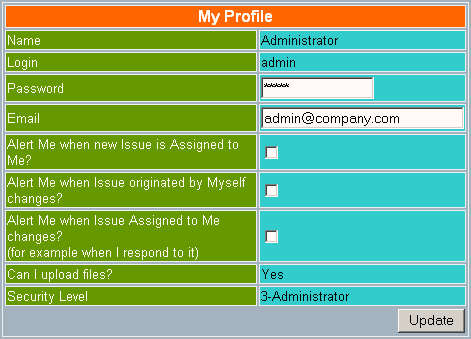 My Profile
Name Administrator
Login admin
Password *****
Email admin@company.com
Alert Me when new Issue is Assigned to
Me?
Alert Me when Issue originated by Myself
changes?
Alert Me when Issue Assigned to Me
changes?
(for example when I respond to it)
Can I upload files? Yes
Security Level 3-Administrator
Update